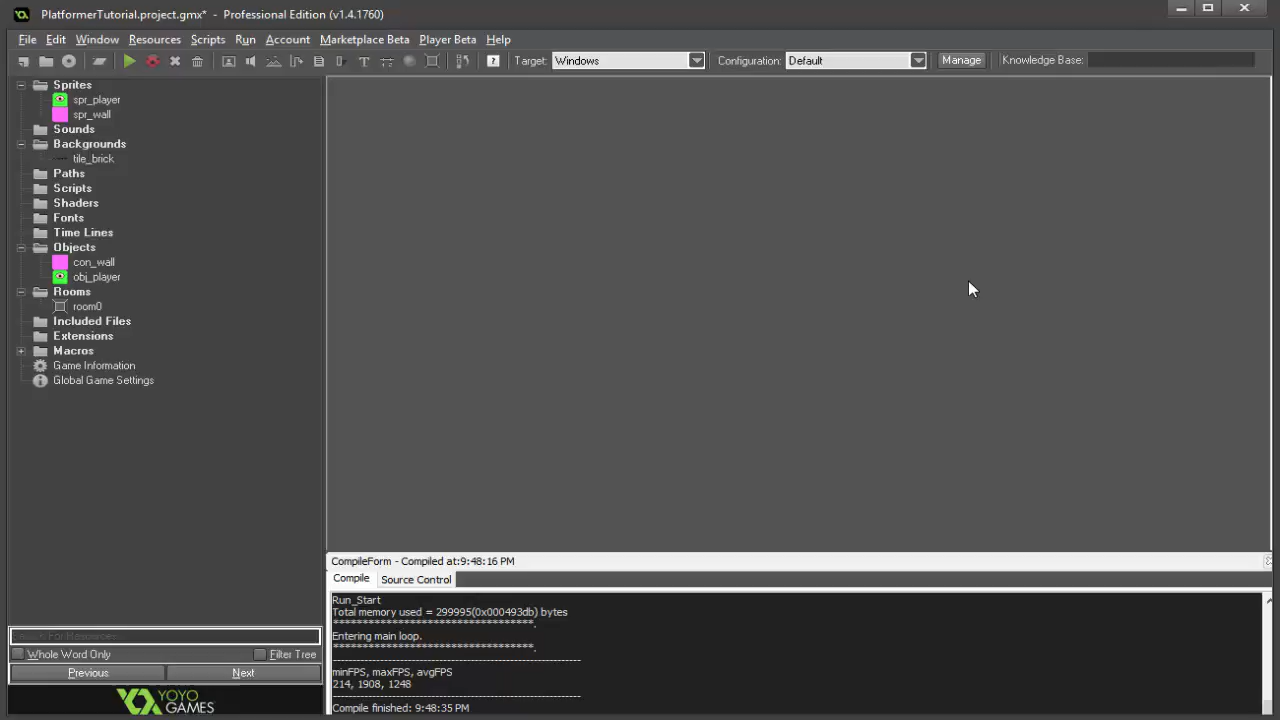 PlatformerTutorial.project.gmx* - Professional Edition (v1.4.1760)
File Edit Window Resources Scripts Run Account Marketplace Beta Player Beta Help
Target: Windows Configuration: Default Manage Knowledge Base:
Sprites
spr_player
spr_wall
Sounds
Backgrounds
tile_brick
Paths
Scripts
Shaders
Fonts
Time Lines
Objects
con_wall
obj_player
Rooms
room0
Included Files
Extensions
Macros
Game Information
Global Game Settings
Search For Resources...
Whole Word Only Filter Tree
Previous Next
YOYO
GAMES
CompileForm - Compiled at:9:48:16 PM
Compile Source Control
Run_Start
Total memory used = 299995(0x000493db) bytes
**********************************.
Entering main loop.
**********************************.
--------------------------------------------------------------
minFPS, maxFPS, avgFPS
214, 1908, 1248
--------------------------------------------------------------
Compile finished: 9:48:35 PM